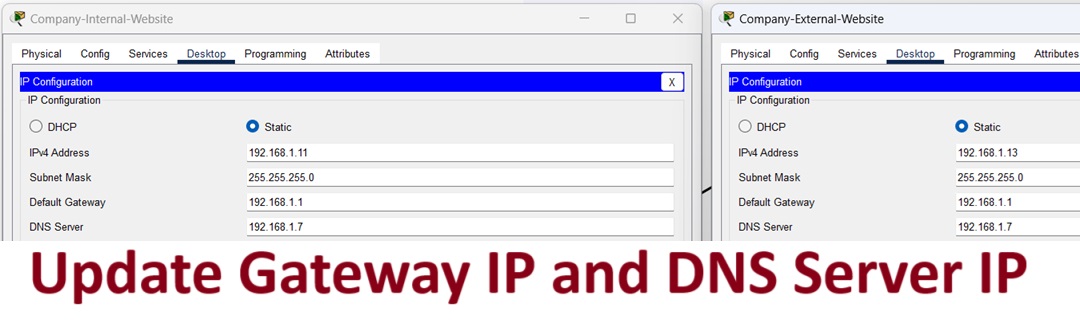 Company-Internal-Website
Physical Config Services Desktop Programming Attributes
IP Configuration X
IP Configuration
DHCP Static
IPv4 Address 192.168.1.11
Subnet Mask 255.255.255.0
Default Gateway 192.168.1.1
DNS Server 192.168.1.7
Company-External-Website
Physical Config Services Desktop Programming Attributes
IP Configuration
IP Configuration
DHCP Static
IPv4 Address 192.168.1.13
Subnet Mask 255.255.255.0
Default Gateway 192.168.1.1
DNS Server 192.168.1.7
Update Gateway IP and DNS Server IP